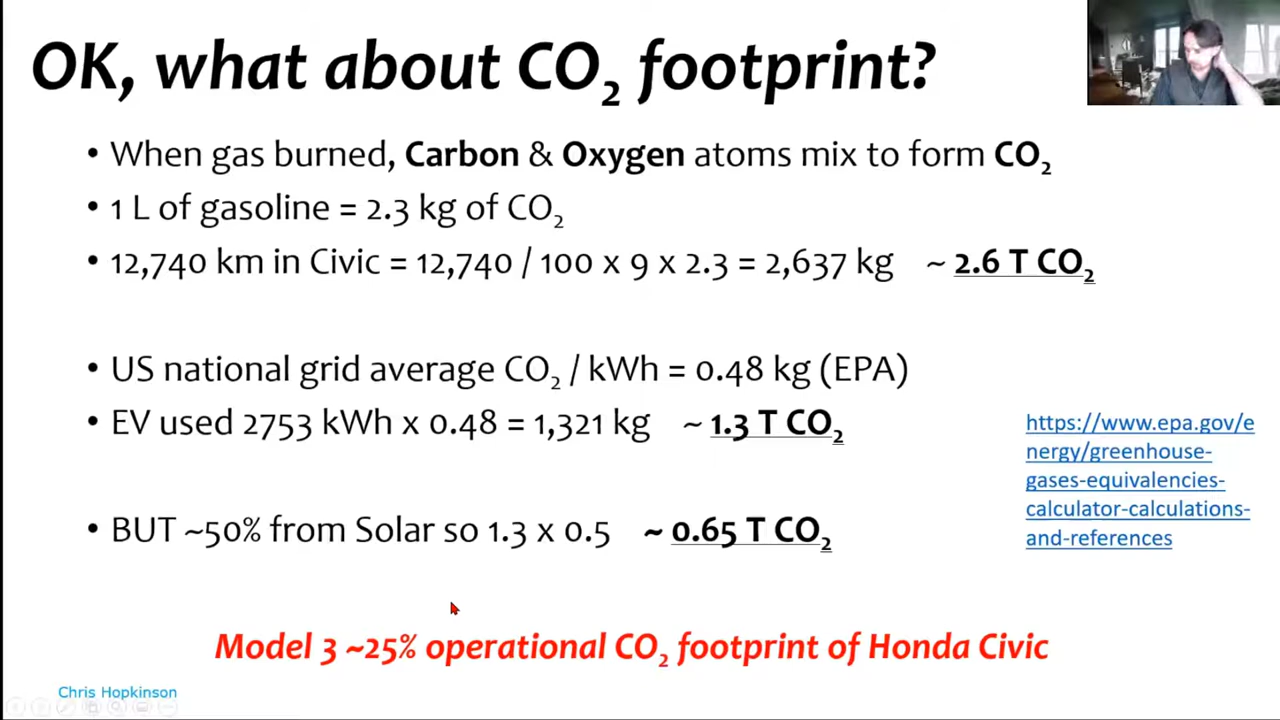 OK, what about CO₂ footprint?
• When gas burned, Carbon & Oxygen atoms mix to form CO₂
• 1 L of gasoline = 2.3 kg of CO₂
• 12,740 km in Civic = 12,740 / 100 x 9 x 2.3 = 2,637 kg ~ 2.6 T CO₂
• US national grid average CO₂ / kWh = 0.48 kg (EPA)
• EV used 2753 kWh x 0.48 = 1,321 kg ~ 1.3 T CO₂
https://www.epa.gov/e
nergy/greenhouse-
gases-equivalencies-
calculator-calculations-
and-references
• BUT ~50% from Solar so 1.3 x 0.5 ~ 0.65 T CO₂
Model 3 ~25% operational CO₂ footprint of Honda Civic
Chris Hopkinson